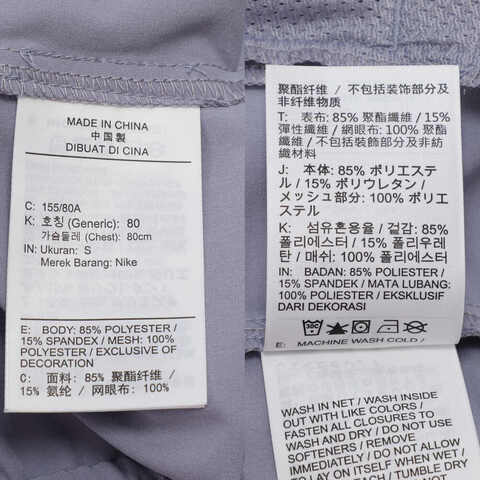 MADE IN CHINA
中国製
DIBUAT DI CINA
C: 155/80A
K: 호칭 (Generic): 80
가슴둘레 (Chest): 80cm
IN: Ukuran: S
Merek Barang: Nike
E: BODY: 85% POLYESTER /
15% SPANDEX / MESH: 100%
POLYESTER / EXCLUSIVE OF
DECORATION
C: 面料: 85% 聚酯纤维 /
15% 氨纶 / 网眼布: 100%
聚酯纤维 / 不包括装饰部分及
非纤维物质
T: 表布: 85% 聚酯纖維 / 15%
彈性纖維 / 網眼布: 100% 聚酯
纖維 / 不包括裝飾部分及非紡
織材料
J: 本体: 85% ポリエステ
ル / 15% ポリウレタン /
メッシュ部分: 100% ポリエ
ステル
K: 섬유혼용율 / 겉감: 85%
폴리에스터 / 15% 폴리우레
탄 / 매쉬: 100% 폴리에스터
IN: BADAN: 85% POLIESTER /
15% SPANDEK / MATA LUBANG:
100% POLIESTER / EKSKLUSIF
DARI DEKORASI
E: MACHINE WASH COLD /
WASH IN NET / WASH INSIDE
OUT WITH LIKE COLORS /
FASTEN ALL CLOSURES TO
WASH AND DRY / DO NOT USE
SOFTENERS / REMOVE
IMMEDIATELY / DO NOT ALLOW
TO LAY ON ITSELF WHEN WET /
BLEACH / TUMBLE DRY